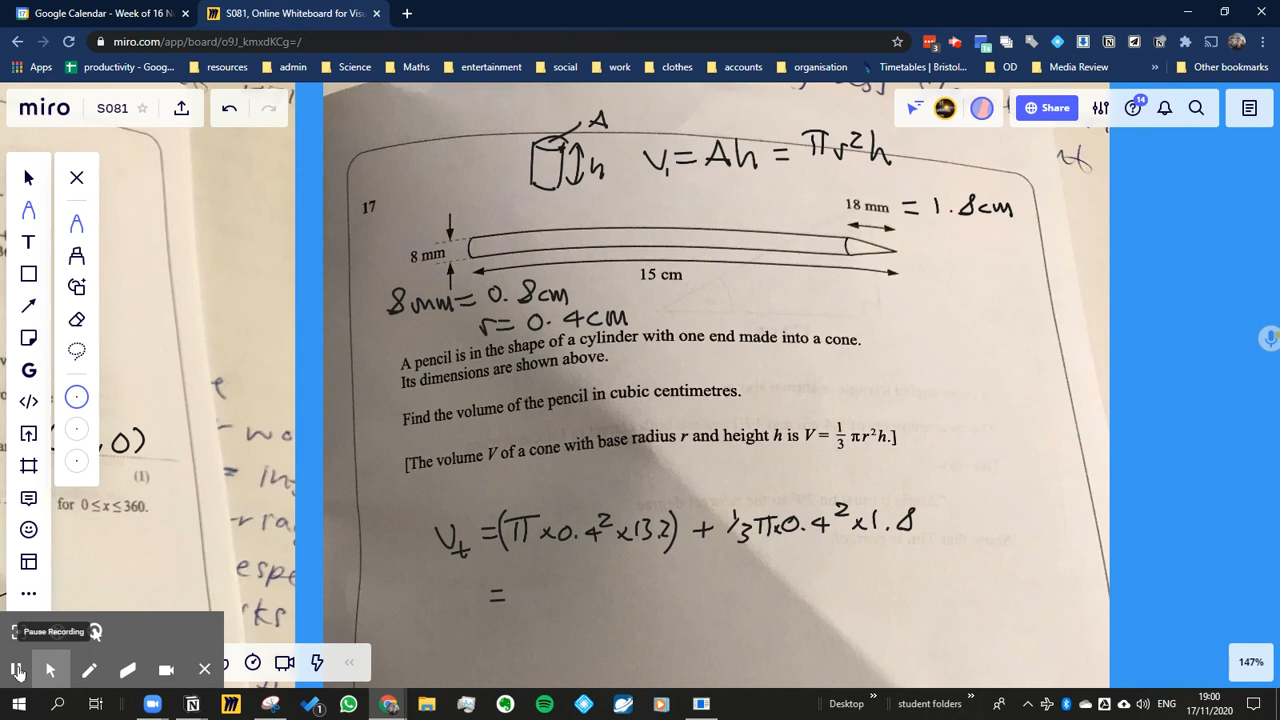 Google Calendar - Week of 16 N
S081, Online Whiteboard for Visu
miro.com/app/board/o9J_kmxdKCg=/
Apps
productivity - Goog...
resources
admin
Science
Maths
entertainment
social
work
clothes
accounts
organisation
Timetables | Bristol...
OD
Media Review
»
Other bookmarks
miro
S081
14
Share
A
h
V₁ = Ah = πr²h
17
18 mm = 1.8cm
8 mm
15 cm
8mm = 0.8cm
r = 0.4cm
A pencil is in the shape of a cylinder with one end made into a cone.
Its dimensions are shown above.
Find the volume of the pencil in cubic centimetres.
[The volume V of a cone with base radius r and height h is V = 1/3 πr²h.]
, 0)
(1)
for 0 ≤ x ≤ 360.
Vt = (π×0.4²×13.2) + 1/3π×0.4²×1.8
=
Pause Recording
147%
Desktop
»
student folders
»
ENG
19:00
17/11/2020